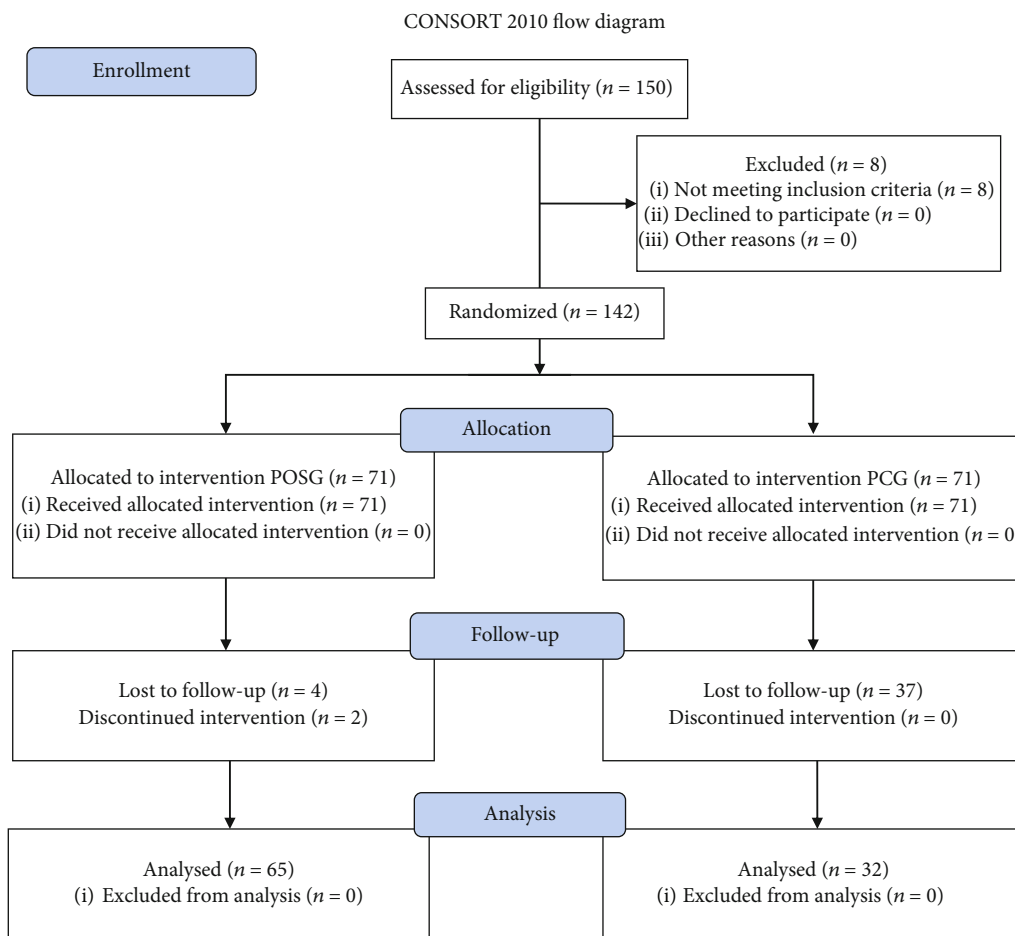 CONSORT 2010 flow diagram
Enrollment
Assessed for eligibility (n = 150)
Excluded (n = 8)
(i) Not meeting inclusion criteria (n = 8)
(ii) Declined to participate (n = 0)
(iii) Other reasons (n = 0)
Randomized (n = 142)
Allocation
Allocated to intervention POSG (n = 71)
(i) Received allocated intervention (n = 71)
(ii) Did not receive allocated intervention (n = 0)
Allocated to intervention PCG (n = 71)
(i) Received allocated intervention (n = 71)
(ii) Did not receive allocated intervention (n = 0
Follow-up
Lost to follow-up (n = 4)
Discontinued intervention (n = 2)
Lost to follow-up (n = 37)
Discontinued intervention (n = 0)
Analysis
Analysed (n = 65)
(i) Excluded from analysis (n = 0)
Analysed (n = 32)
(i) Excluded from analysis (n = 0)